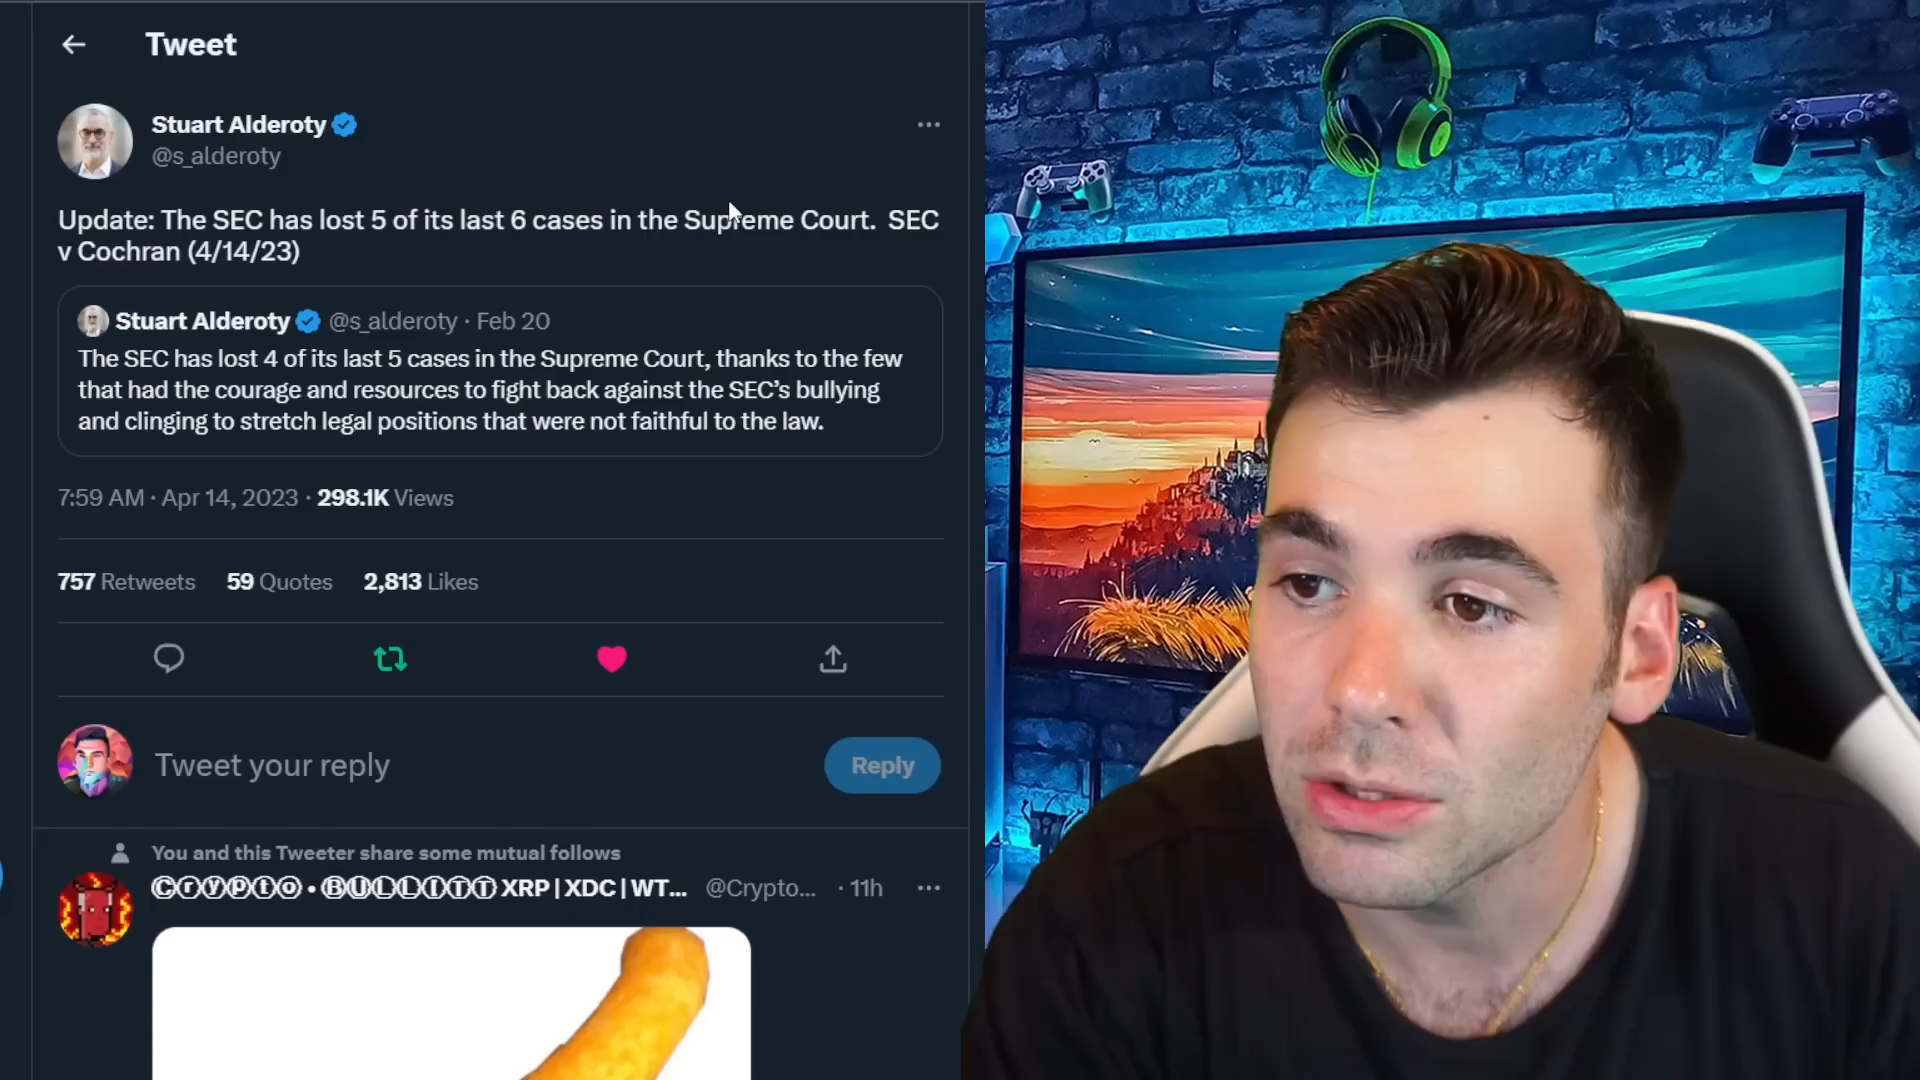 Tweet
Stuart Alderoty
@s_alderoty
Update: The SEC has lost 5 of its last 6 cases in the Supreme Court.  SEC
v Cochran (4/14/23)
Stuart Alderoty @s_alderoty · Feb 20
The SEC has lost 4 of its last 5 cases in the Supreme Court, thanks to the few
that had the courage and resources to fight back against the SEC’s bullying
and clinging to stretch legal positions that were not faithful to the law.
7:59 AM · Apr 14, 2023 · 298.1K Views
757 Retweets 59 Quotes 2,813 Likes
Tweet your reply
Reply
You and this Tweeter share some mutual follows
Ⓒⓡⓨⓟⓣⓞ • ⒷⓊⓁⓁⒾⓉⓉ XRP | XDC | WT... @Crypto... · 11h